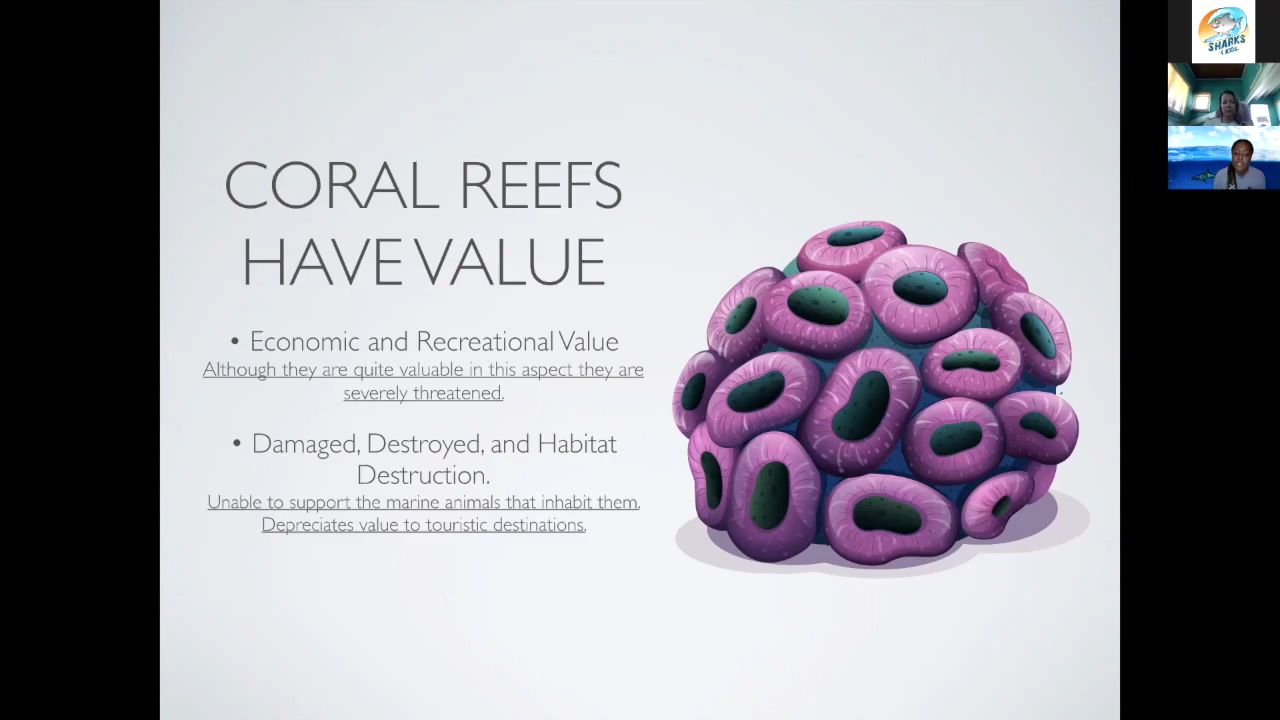 CORAL REEFS
HAVE VALUE
• Economic and Recreational Value
Although they are quite valuable in this aspect they are
severely threatened.
• Damaged, Destroyed, and Habitat
Destruction.
Unable to support the marine animals that inhabit them.
Depreciates value to touristic destinations.
SHARKS
4 KIDS